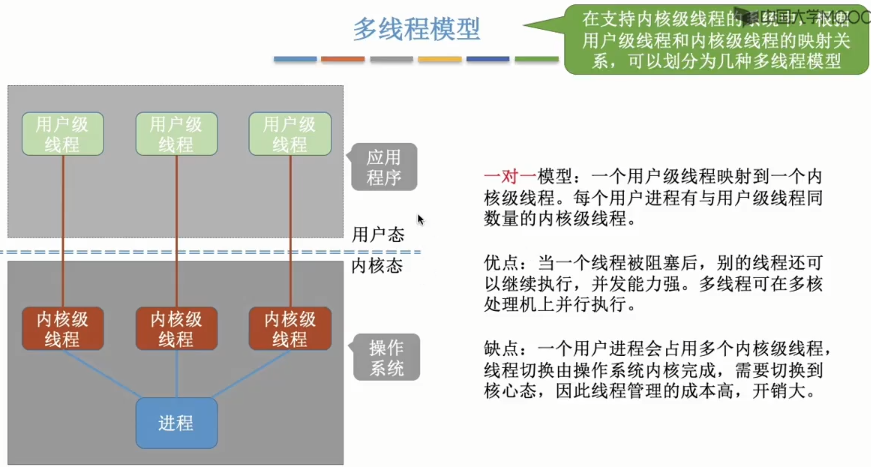 多线程模型
在支持内核级线程的系统中，根据
用户级线程和内核级线程的映射关
系，可以划分为几种多线程模型
中国大学MOOC
用户级
线程
用户级
线程
用户级
线程
应用
程序
用户态
内核态
内核级
线程
内核级
线程
内核级
线程
操作
系统
进程
一对一模型：一个用户级线程映射到一个内
核级线程。每个用户进程有与用户级线程同
数量的内核级线程。
优点：当一个线程被阻塞后，别的线程还可
以继续执行，并发能力强。多线程可在多核
处理机上并行执行。
缺点：一个用户进程会占用多个内核级线程，
线程切换由操作系统内核完成，需要切换到
核心态，因此线程管理的成本高，开销大。